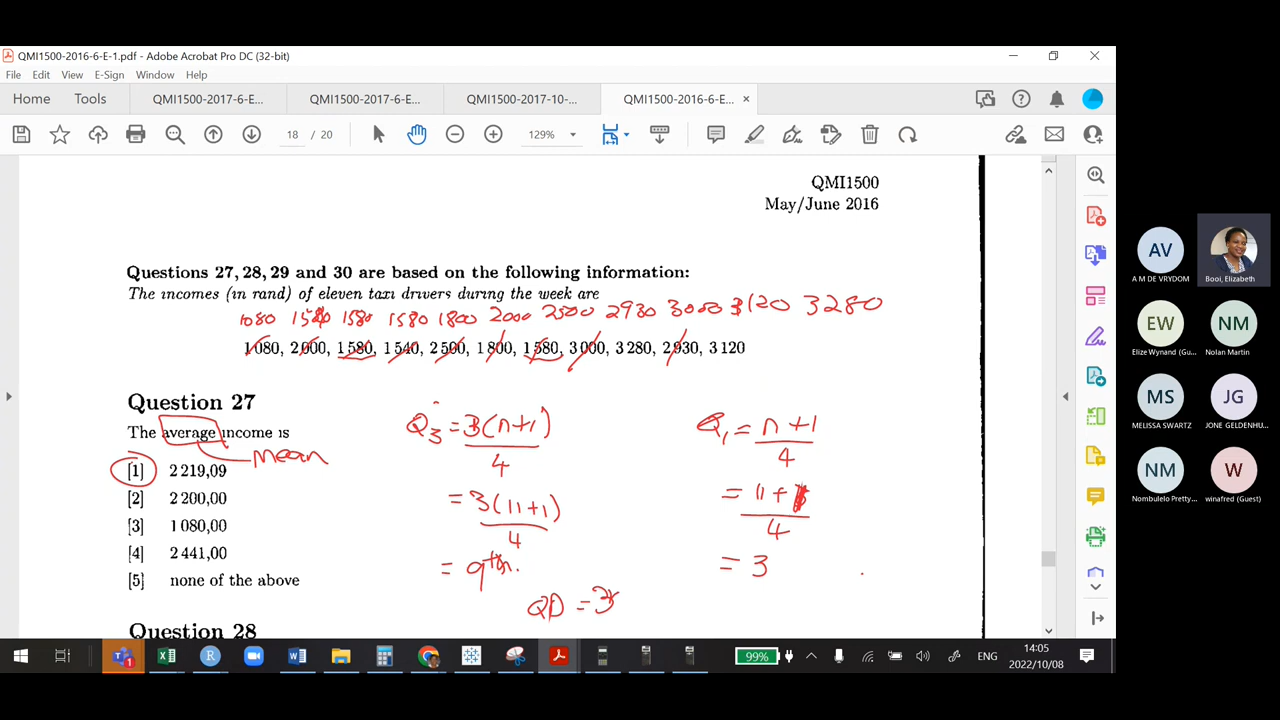 QMI1500-2016-6-E-1.pdf - Adobe Acrobat Pro DC (32-bit)
File Edit View E-Sign Window Help
Home Tools QMI1500-2017-6-E... QMI1500-2017-6-E... QMI1500-2017-10-... QMI1500-2016-6-E... ×
18 / 20 129%
QMI1500
May/June 2016
Questions 27, 28, 29 and 30 are based on the following information:
The incomes (in rand) of eleven taxi drivers during the week are
1080 1580 1580 1800 2000 2500 2930 3000 3120 3280
1 080, 2 000, 1 580, 1 540, 2 500, 1 800, 1 580, 3 000, 3 280, 2 930, 3 120
Question 27
The average income is
mean
[1] 2 219,09
[2] 2 200,00
[3] 1 080,00
[4] 2 441,00
[5] none of the above
Q3 = 3(n+1)
4
= 3(11+1)
4
= 9th.
Q1 = n+1
4
= 11+1
4
= 3
QD = 3
Question 28
AV
A M DE VRYDOM
Booi, Elizabeth
EW
Elize Wynand (Gu...
NM
Nolan Martin
MS
MELISSA SWARTZ
JG
JONE GELDENHU...
NM
Nombulelo Pretty...
W
winafred (Guest)
99% ENG 14:05
2022/10/08